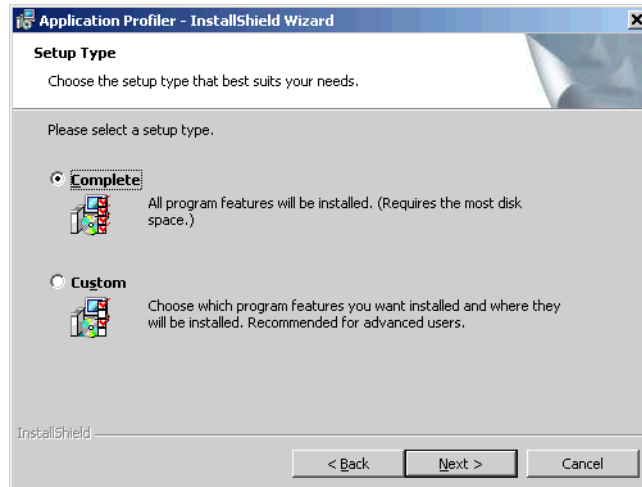 Application Profiler - InstallShield Wizard
Setup Type
Choose the setup type that best suits your needs.
Please select a setup type.
Complete
All program features will be installed. (Requires the most disk
space.)
Custom
Choose which program features you want installed and where they
will be installed. Recommended for advanced users.
InstallShield
< Back
Next >
Cancel